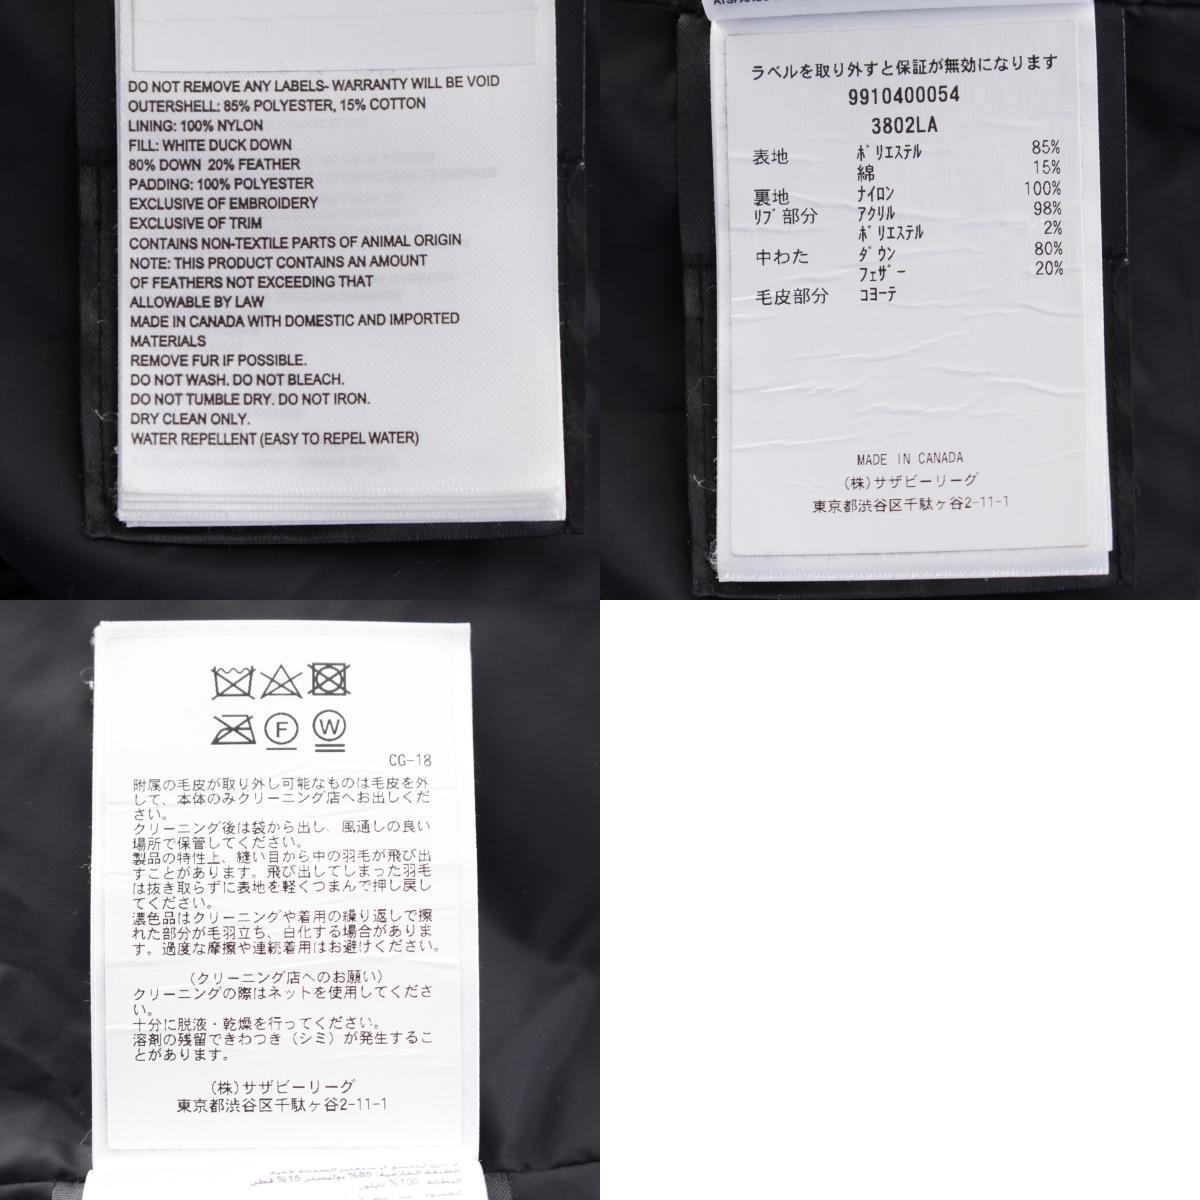 DO NOT REMOVE ANY LABELS- WARRANTY WILL BE VOID
OUTERSHELL: 85% POLYESTER, 15% COTTON
LINING: 100% NYLON
FILL: WHITE DUCK DOWN
80% DOWN 20% FEATHER
PADDING: 100% POLYESTER
EXCLUSIVE OF EMBROIDERY
EXCLUSIVE OF TRIM
CONTAINS NON-TEXTILE PARTS OF ANIMAL ORIGIN
NOTE: THIS PRODUCT CONTAINS AN AMOUNT
OF FEATHERS NOT EXCEEDING THAT
ALLOWABLE BY LAW
MADE IN CANADA WITH DOMESTIC AND IMPORTED
MATERIALS
REMOVE FUR IF POSSIBLE.
DO NOT WASH. DO NOT BLEACH.
DO NOT TUMBLE DRY. DO NOT IRON.
DRY CLEAN ONLY.
WATER REPELLENT (EASY TO REPEL WATER)
ラベルを取り外すと保証が無効になります
9910400054
3802LA
表地 ﾎﾟﾘｴｽﾃﾙ 85%
綿 15%
裏地 ﾅｲﾛﾝ 100%
ﾘﾌﾞ部分 ｱｸﾘﾙ 98%
ﾎﾟﾘｴｽﾃﾙ 2%
中わた ﾀﾞｳﾝ 80%
ﾌｪｻﾞｰ 20%
毛皮部分 ｺﾖｰﾃ
MADE IN CANADA
(株)サザビーリーグ
東京都渋谷区千駄ヶ谷2-11-1
F W
CG-18
附属の毛皮が取り外し可能なものは毛皮を外
して、本体のみクリーニング店へお出しくだ
さい。
クリーニング後は袋から出し、風通しの良い
場所で保管してください。
製品の特性上、縫い目から中の羽毛が飛び出
すことがあります。飛び出してしまった羽毛
は抜き取らずに表地を軽くつまんで押し戻し
てください。
濃色品はクリーニングや着用の繰り返しで擦
れた部分が毛羽立ち、白化する場合がありま
す。過度な摩擦や連続着用はお避けください。
(クリーニング店へのお願い)
クリーニングの際はネットを使用してくださ
い。
十分に脱液・乾燥を行ってください。
溶剤の残留できわつき（シミ）が発生するこ
とがあります。
(株)サザビーリーグ
東京都渋谷区千駄ヶ谷2-11-1